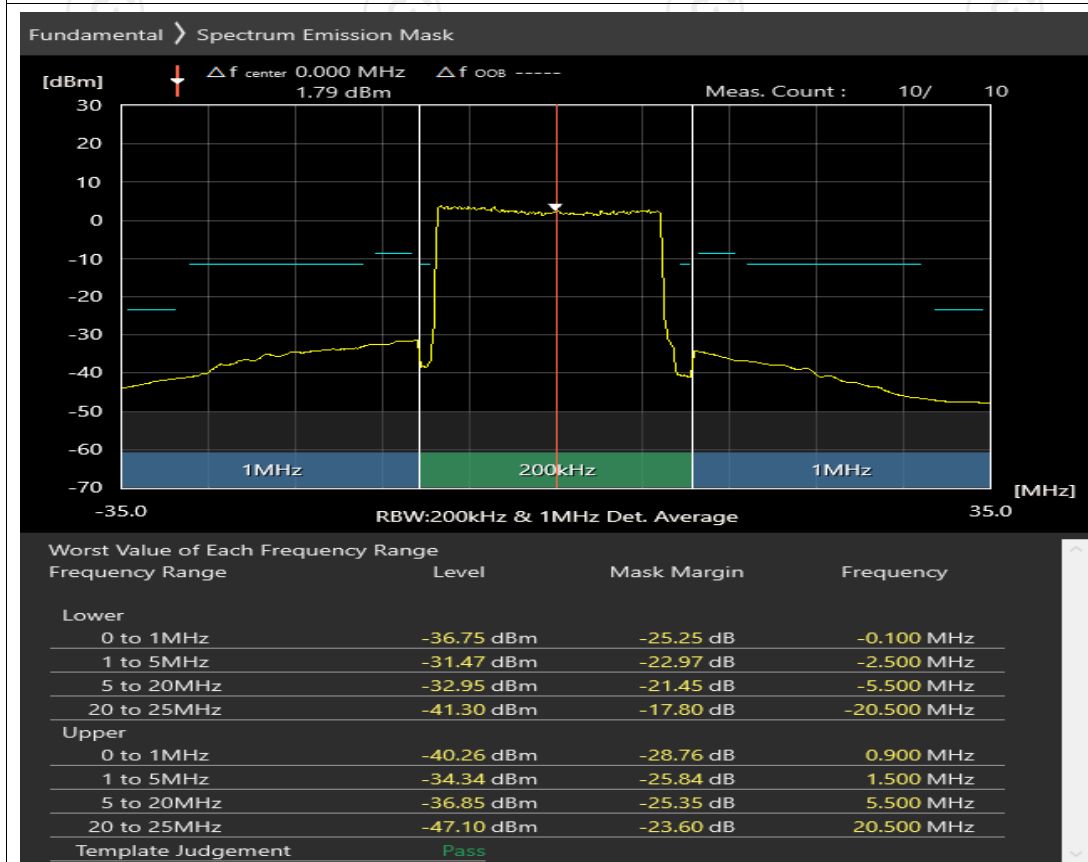 Fundamental ❯ Spectrum Emission Mask
[dBm] △f center 0.000 MHz △f OOB -----
1.79 dBm Meas. Count : 10/ 10
30
20
10
0
-10
-20
-30
-40
-50
-60
1MHz 200kHz 1MHz
-70
[MHz]
-35.0 RBW:200kHz & 1MHz Det. Average 35.0
Worst Value of Each Frequency Range
Frequency Range Level Mask Margin Frequency
Lower
0 to 1MHz -36.75 dBm -25.25 dB -0.100 MHz
1 to 5MHz -31.47 dBm -22.97 dB -2.500 MHz
5 to 20MHz -32.95 dBm -21.45 dB -5.500 MHz
20 to 25MHz -41.30 dBm -17.80 dB -20.500 MHz
Upper
0 to 1MHz -40.26 dBm -28.76 dB 0.900 MHz
1 to 5MHz -34.34 dBm -25.84 dB 1.500 MHz
5 to 20MHz -36.85 dBm -25.35 dB 5.500 MHz
20 to 25MHz -47.10 dBm -23.60 dB 20.500 MHz
Template Judgement Pass